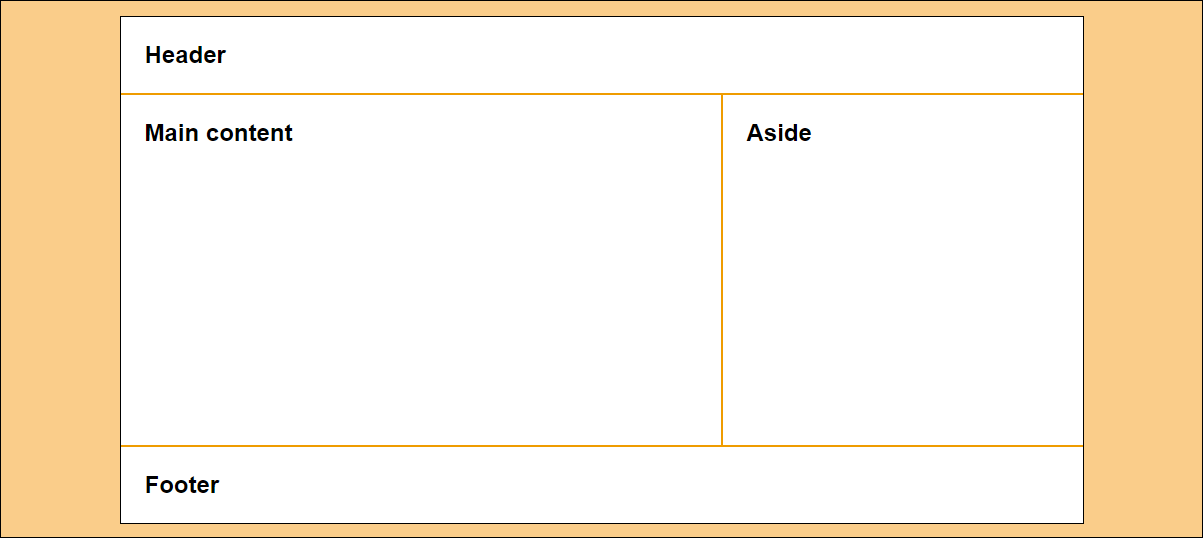 Header
Main content
Aside
Footer